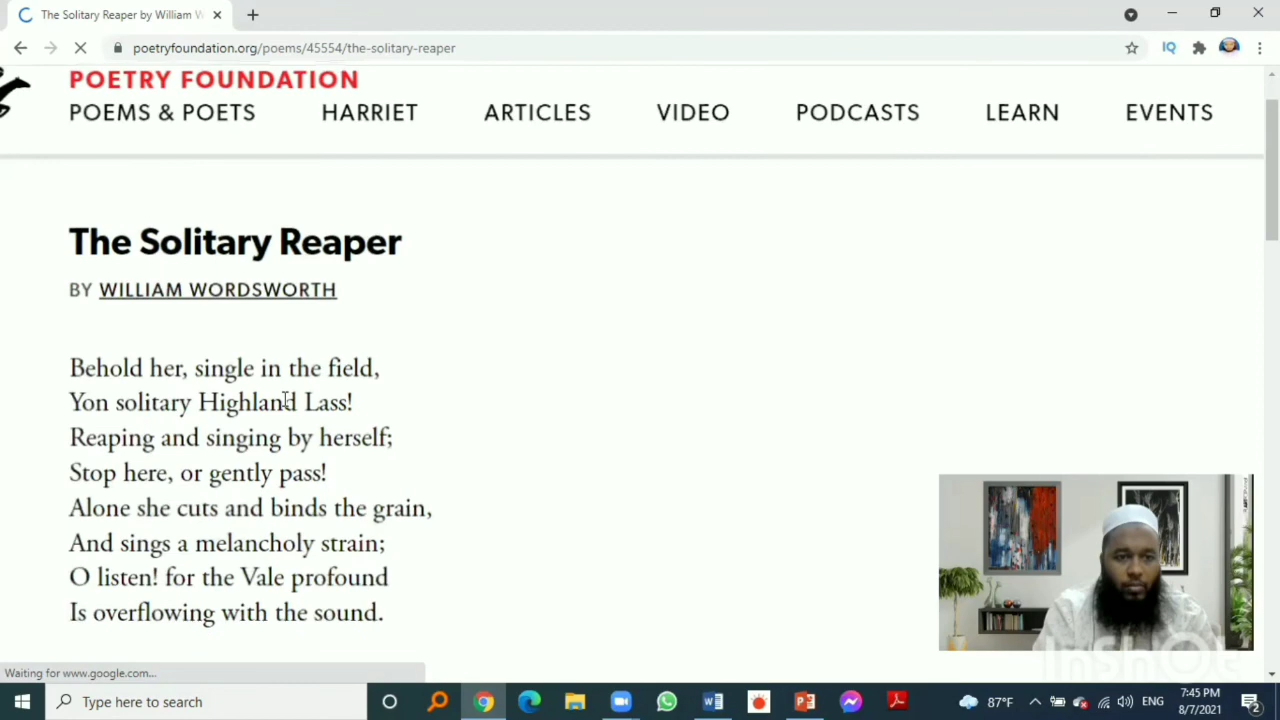 The Solitary Reaper by William W
poetryfoundation.org/poems/45554/the-solitary-reaper
IQ
POETRY FOUNDATION
POEMS & POETS HARRIET ARTICLES VIDEO PODCASTS LEARN EVENTS
The Solitary Reaper
BY WILLIAM WORDSWORTH
Behold her, single in the field,
Yon solitary Highland Lass!
Reaping and singing by herself;
Stop here, or gently pass!
Alone she cuts and binds the grain,
And sings a melancholy strain;
O listen! for the Vale profound
Is overflowing with the sound.
InShOt
Waiting for www.google.com...
Type here to search
87°F
ENG
7:45 PM
8/7/2021
2